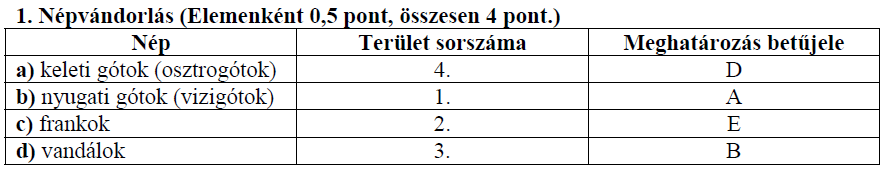 1. Népvándorlás (Elemenként 0,5 pont, összesen 4 pont.)
Nép Terület sorszáma Meghatározás betűjele
a) keleti gótok (osztrogótok) 4. D
b) nyugati gótok (vizigótok) 1. A
c) frankok 2. E
d) vandálok 3. B